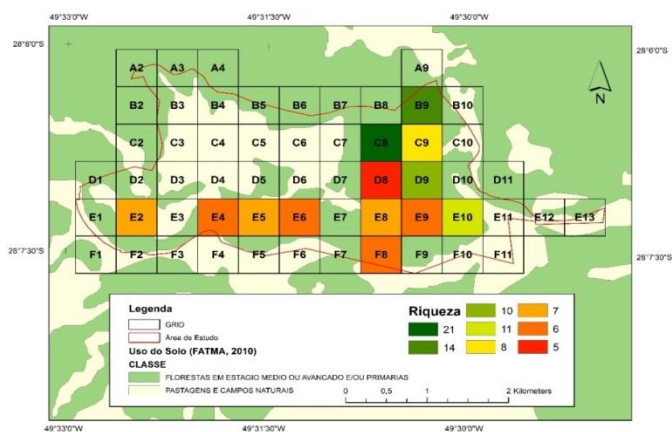 49°33'0"W 49°31'30"W 49°30'0"W
28°6'0"S 28°6'0"S
A2 A3 A4 A9
N
B2 B3 B4 B5 B6 B7 B8 B9 B10
C2 C3 C4 C5 C6 C7 C8 C9 C10
D1 D2 D3 D4 D5 D6 D7 D8 D9 D10 D11
E1 E2 E3 E4 E5 E6 E7 E8 E9 E10 E11 E12 E13
28°7'30"S 28°7'30"S
F1 F2 F3 F4 F5 F6 F7 F8 F9 F10 F11
Legenda
GRID
Área de Estudo
Uso do Solo (FATMA, 2010)
CLASSE
FLORESTAS EM ESTAGIO MEDIO OU AVANCADO E/OU PRIMARIAS
PASTAGENS E CAMPOS NATURAIS
Riqueza
10 7
21 11 6
14 8 5
0 0,5 1 2 Kilometers
49°33'0"W 49°31'30"W 49°30'0"W